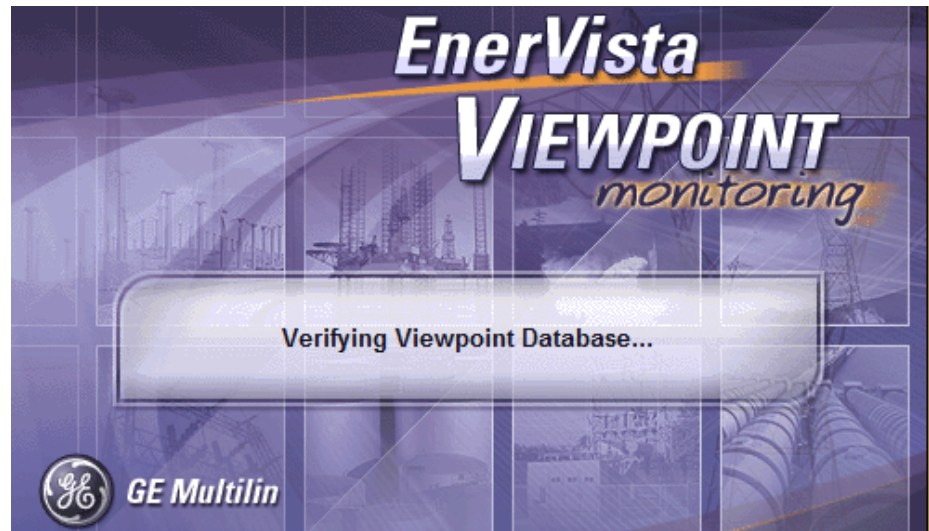 EnerVista
VIEWPOINT
monitoring
Verifying Viewpoint Database...
GE Multilin